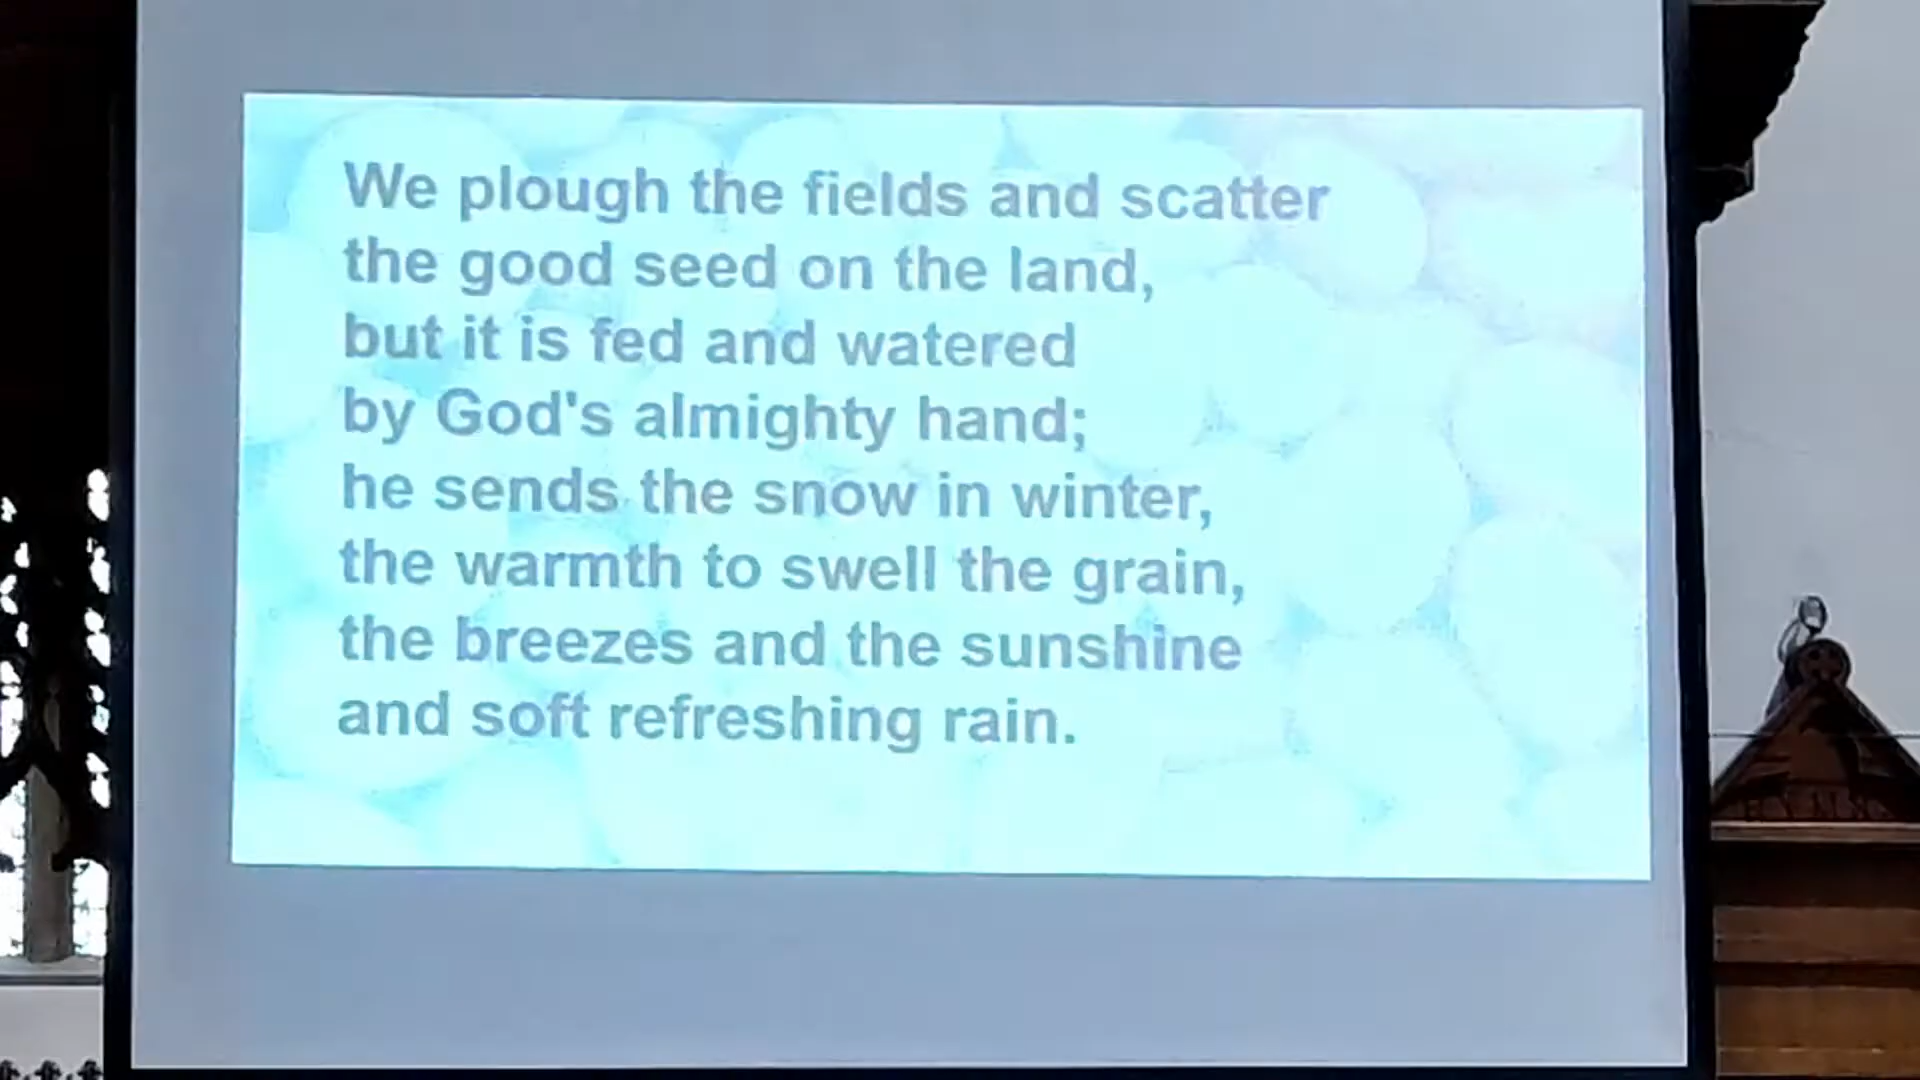 We plough the fields and scatter
the good seed on the land,
but it is fed and watered
by God's almighty hand;
he sends the snow in winter,
the warmth to swell the grain,
the breezes and the sunshine
and soft refreshing rain.
HYMNS